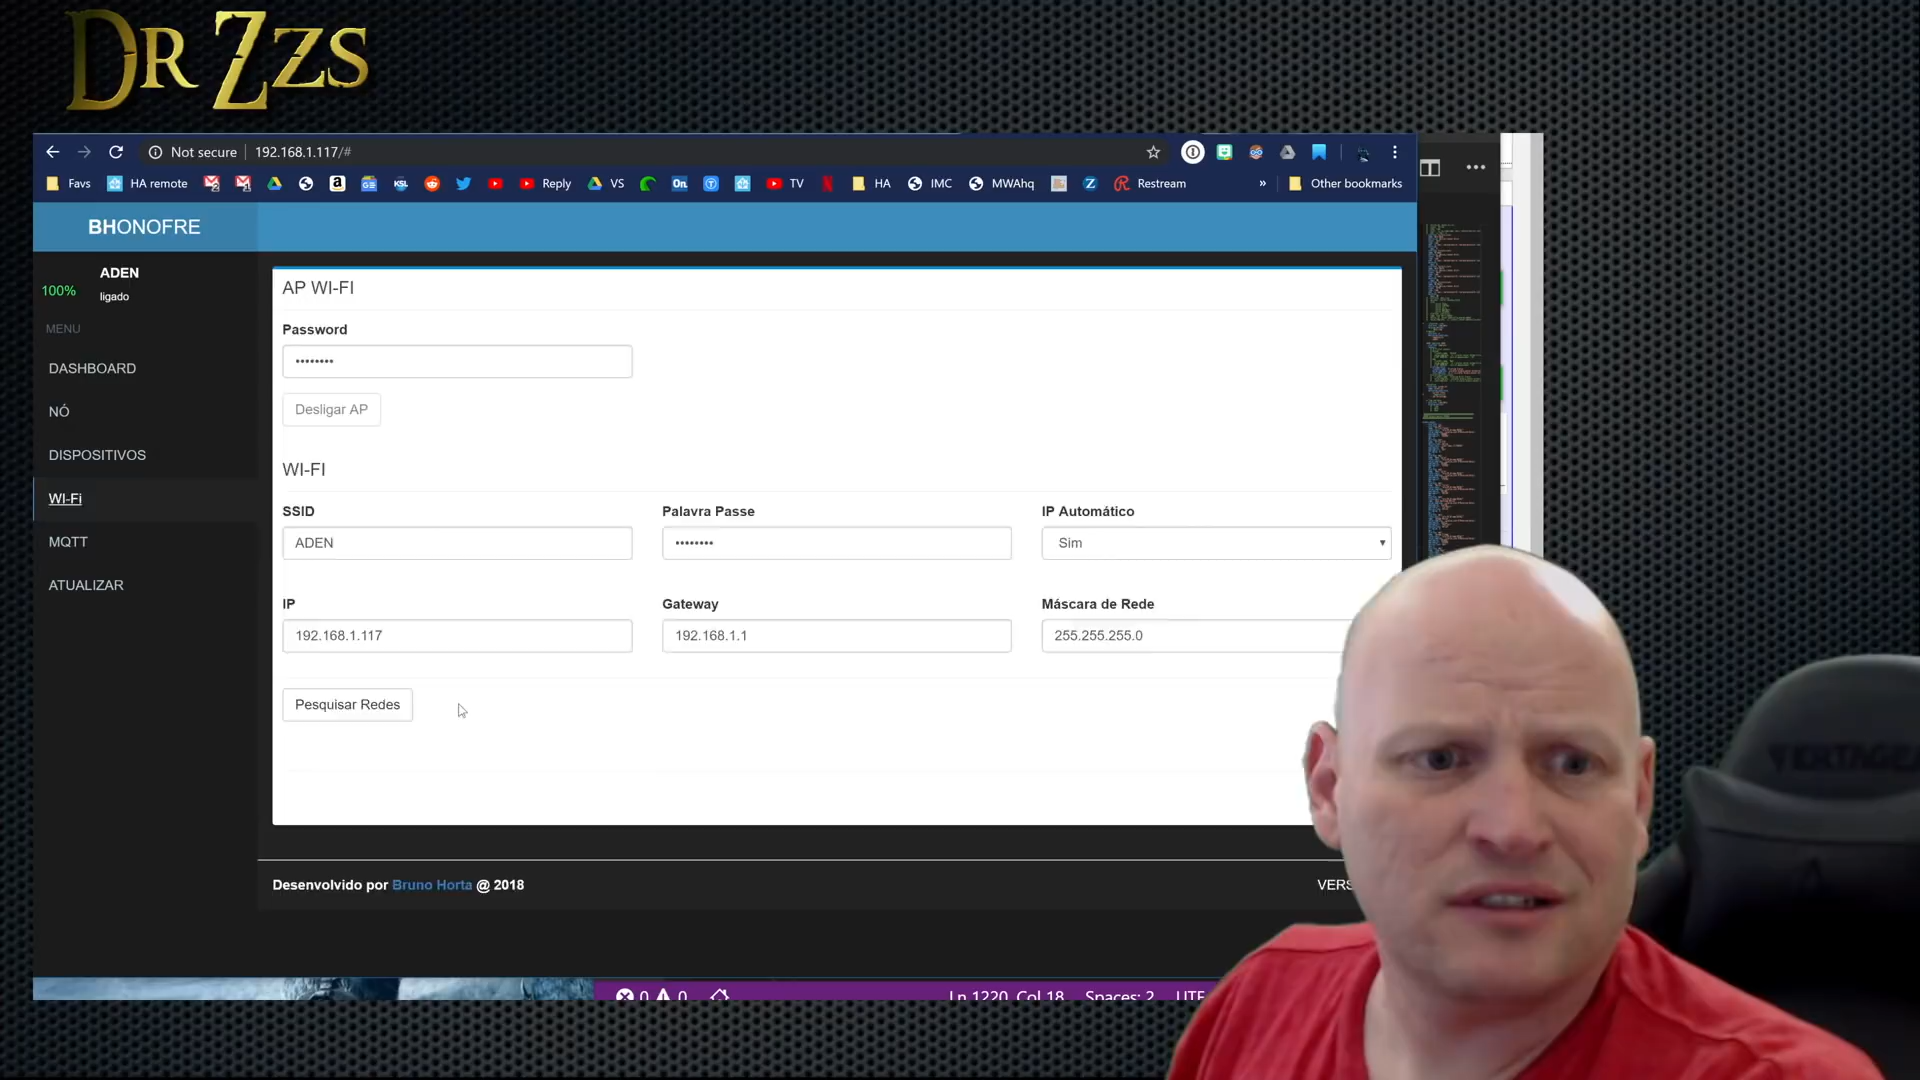 DR ZZS
Not secure 192.168.1.117/#
Favs HA remote Reply VS On TV HA IMC MWAhq Restream » Other bookmarks
BHONOFRE
ADEN
100%
ligado
MENU
DASHBOARD
NÓ
DISPOSITIVOS
WI-Fi
MQTT
ATUALIZAR
AP WI-FI
Password
••••••••
Desligar AP
WI-FI
SSID Palavra Passe IP Automático
ADEN •••••••• Sim
IP Gateway Máscara de Rede
192.168.1.117 192.168.1.1 255.255.255.0
Pesquisar Redes
Desenvolvido por Bruno Horta @ 2018
VERS
0 0 Ln 1220, Col 18 Spaces: 2 UTF